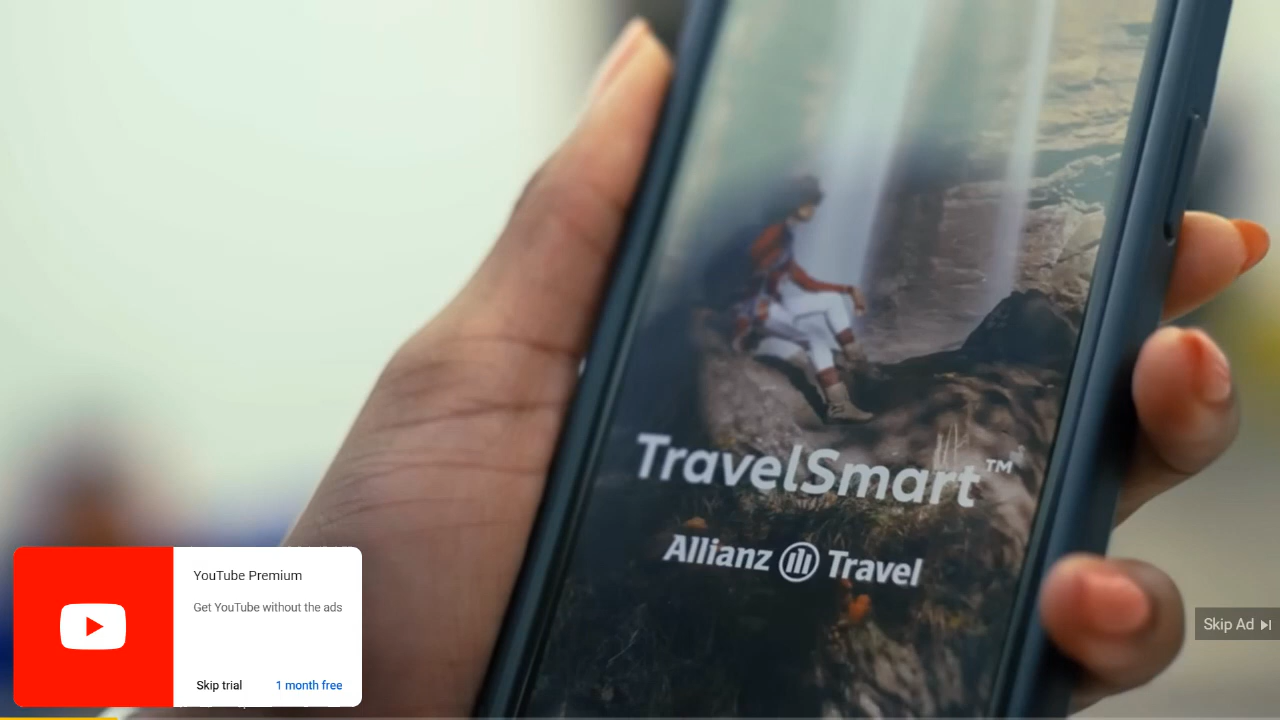 TravelSmart™
Allianz Travel
YouTube Premium
Get YouTube without the ads
Skip trial
1 month free
Skip Ad